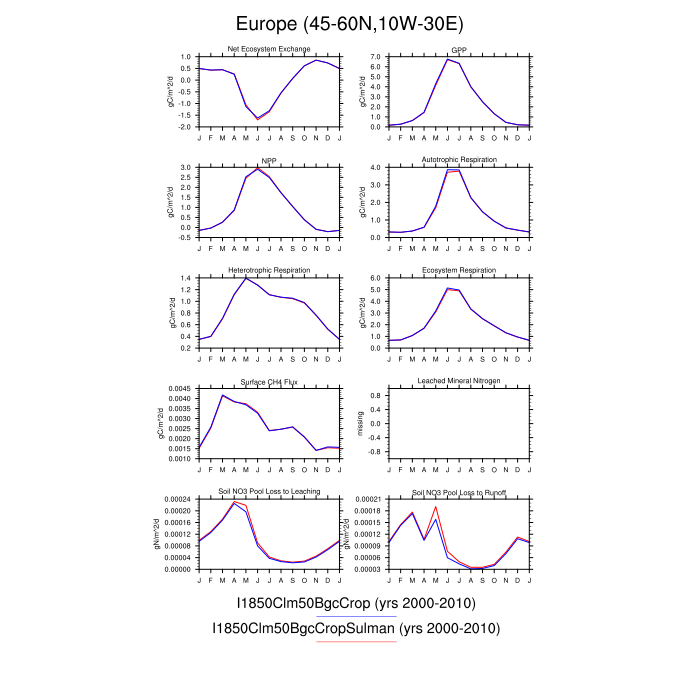 Europe (45-60N,10W-30E)
Net Ecosystem Exchange
GPP
gC/m^2/d
1.0
0.5
0.0
-0.5
-1.0
-1.5
-2.0
J F M A M J J A S O N D J
gC/m^2/d
7.0
6.0
5.0
4.0
3.0
2.0
1.0
0.0
J F M A M J J A S O N D J
NPP
Autotrophic Respiration
gC/m^2/d
3.0
2.5
2.0
1.5
1.0
0.5
0.0
-0.5
J F M A M J J A S O N D J
gC/m^2/d
4.0
3.0
2.0
1.0
0.0
J F M A M J J A S O N D J
Heterotrophic Respiration
Ecosystem Respiration
gC/m^2/d
1.4
1.2
1.0
0.8
0.6
0.4
0.2
J F M A M J J A S O N D J
gC/m^2/d
6.0
5.0
4.0
3.0
2.0
1.0
0.0
J F M A M J J A S O N D J
Surface CH4 Flux
Leached Mineral Nitrogen
gC/m^2/d
0.0045
0.0040
0.0035
0.0030
0.0025
0.0020
0.0015
0.0010
J F M A M J J A S O N D J
missing
0.8
0.4
0.0
-0.4
-0.8
J F M A M J J A S O N D J
Soil NO3 Pool Loss to Leaching
Soil NO3 Pool Loss to Runoff
gN/m^2/d
0.00024
0.00020
0.00016
0.00012
0.00008
0.00004
0.00000
J F M A M J J A S O N D J
gN/m^2/d
0.00021
0.00018
0.00015
0.00012
0.00009
0.00006
0.00003
J F M A M J J A S O N D J
I1850Clm50BgcCrop (yrs 2000-2010)
I1850Clm50BgcCropSulman (yrs 2000-2010)